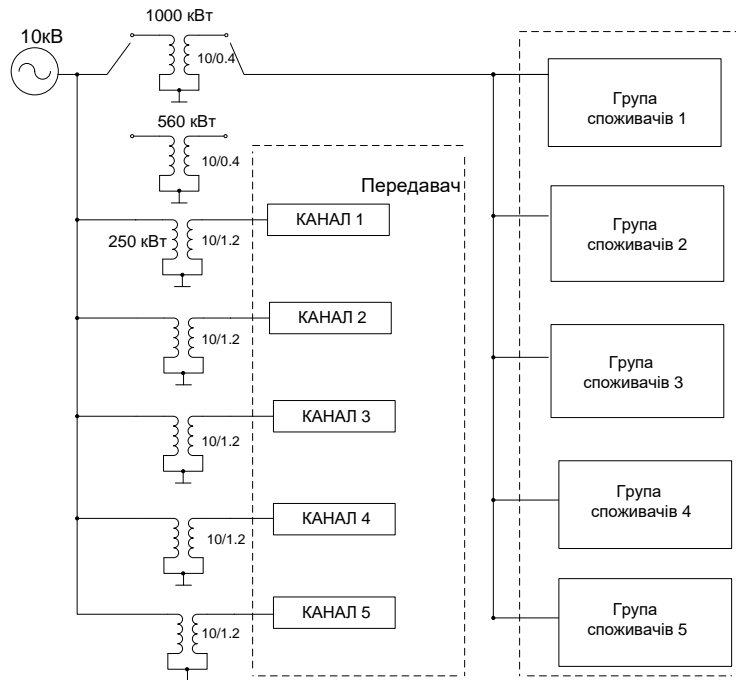 1000 кВт
10кВ
10/0.4
560 кВт
10/0.4
Передавач
250 кВт
10/1.2
КАНАЛ 1
10/1.2
КАНАЛ 2
10/1.2
КАНАЛ 3
10/1.2
КАНАЛ 4
10/1.2
КАНАЛ 5
Група
споживачів 1
Група
споживачів 2
Група
споживачів 3
Група
споживачів 4
Група
споживачів 5